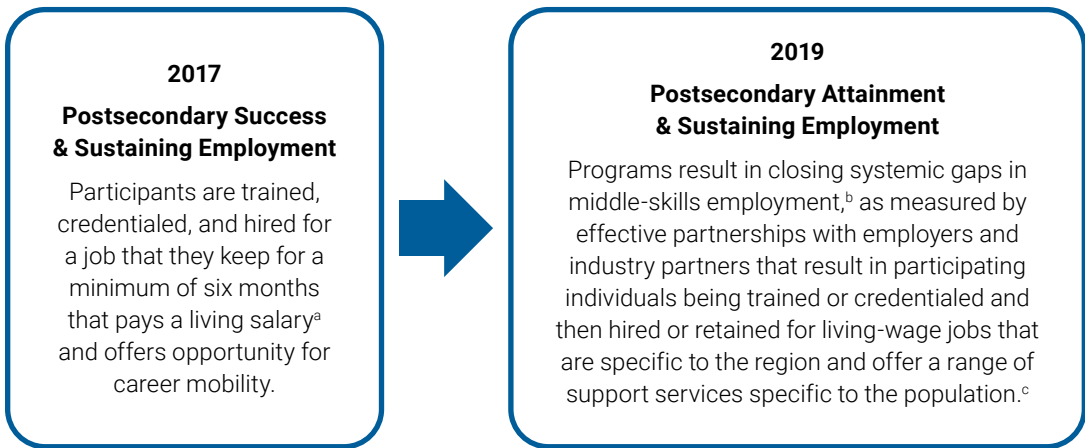 2017
Postsecondary Success
& Sustaining Employment
Participants are trained,
credentialed, and hired for
a job that they keep for a
minimum of six months
that pays a living salaryᵃ
and offers opportunity for
career mobility.
2019
Postsecondary Attainment
& Sustaining Employment
Programs result in closing systemic gaps in
middle-skills employment,ᵇ as measured by
effective partnerships with employers and
industry partners that result in participating
individuals being trained or credentialed and
then hired or retained for living-wage jobs that
are specific to the region and offer a range of
support services specific to the population.ᶜ